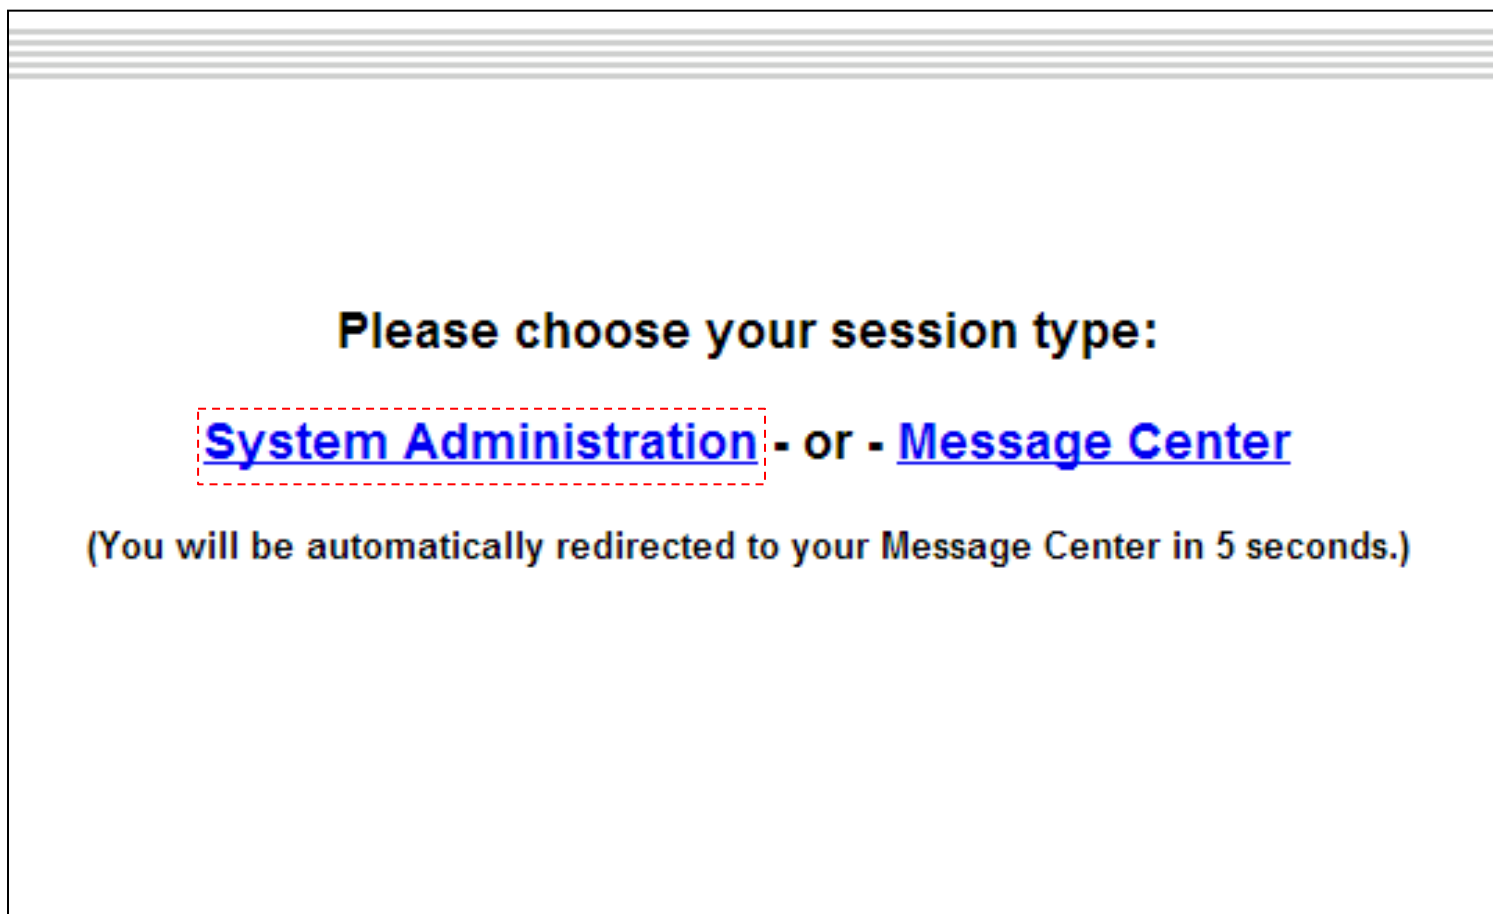 Please choose your session type:
System Administration - or - Message Center
(You will be automatically redirected to your Message Center in 5 seconds.)